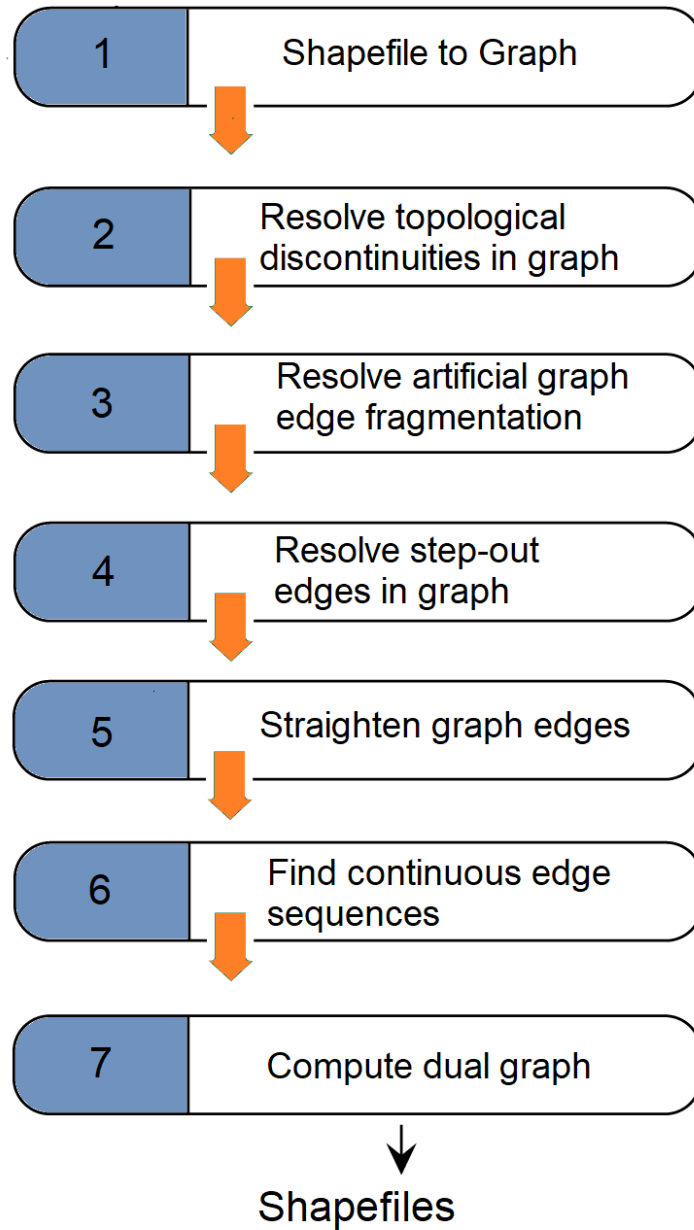 1
Shapefile to Graph
2
Resolve topological
discontinuities in graph
3
Resolve artificial graph
edge fragmentation
4
Resolve step-out
edges in graph
5
Straighten graph edges
6
Find continuous edge
sequences
7
Compute dual graph
Shapefiles